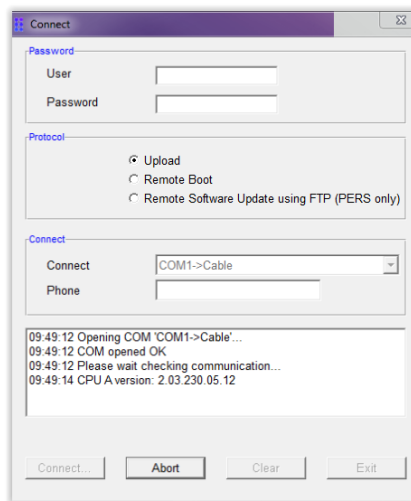 Connect
Password
User
Password
Protocol
Upload
Remote Boot
Remote Software Update using FTP (PERS only)
Connect
Connect COM1->Cable
Phone
09:49:12 Opening COM 'COM1->Cable'...
09:49:12 COM opened OK
09:49:12 Please wait checking communication...
09:49:14 CPU A version: 2.03.230.05.12
Connect... Abort Clear Exit